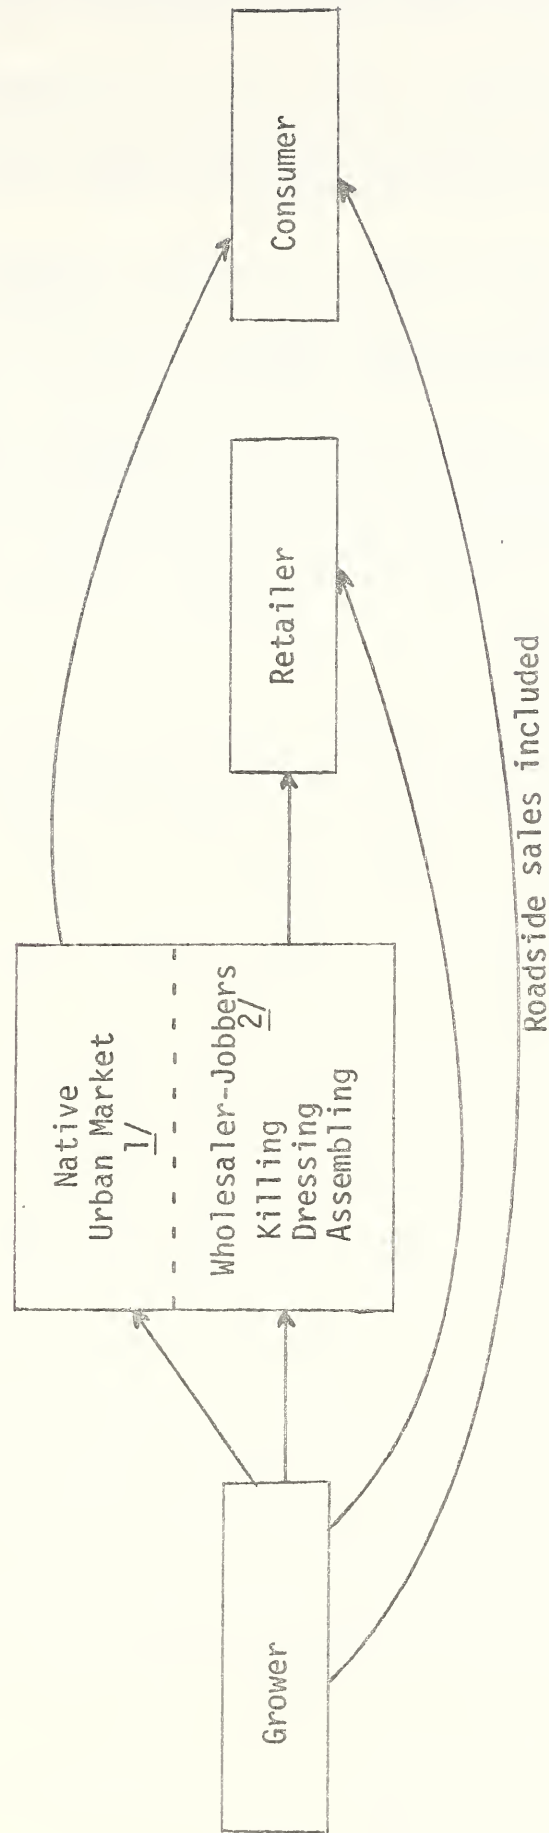 Grower
Native
Urban Market
1/
Wholesaler-Jobbers
2/
Killing
Dressing
Assembling
Retailer
Consumer
Roadside sales included